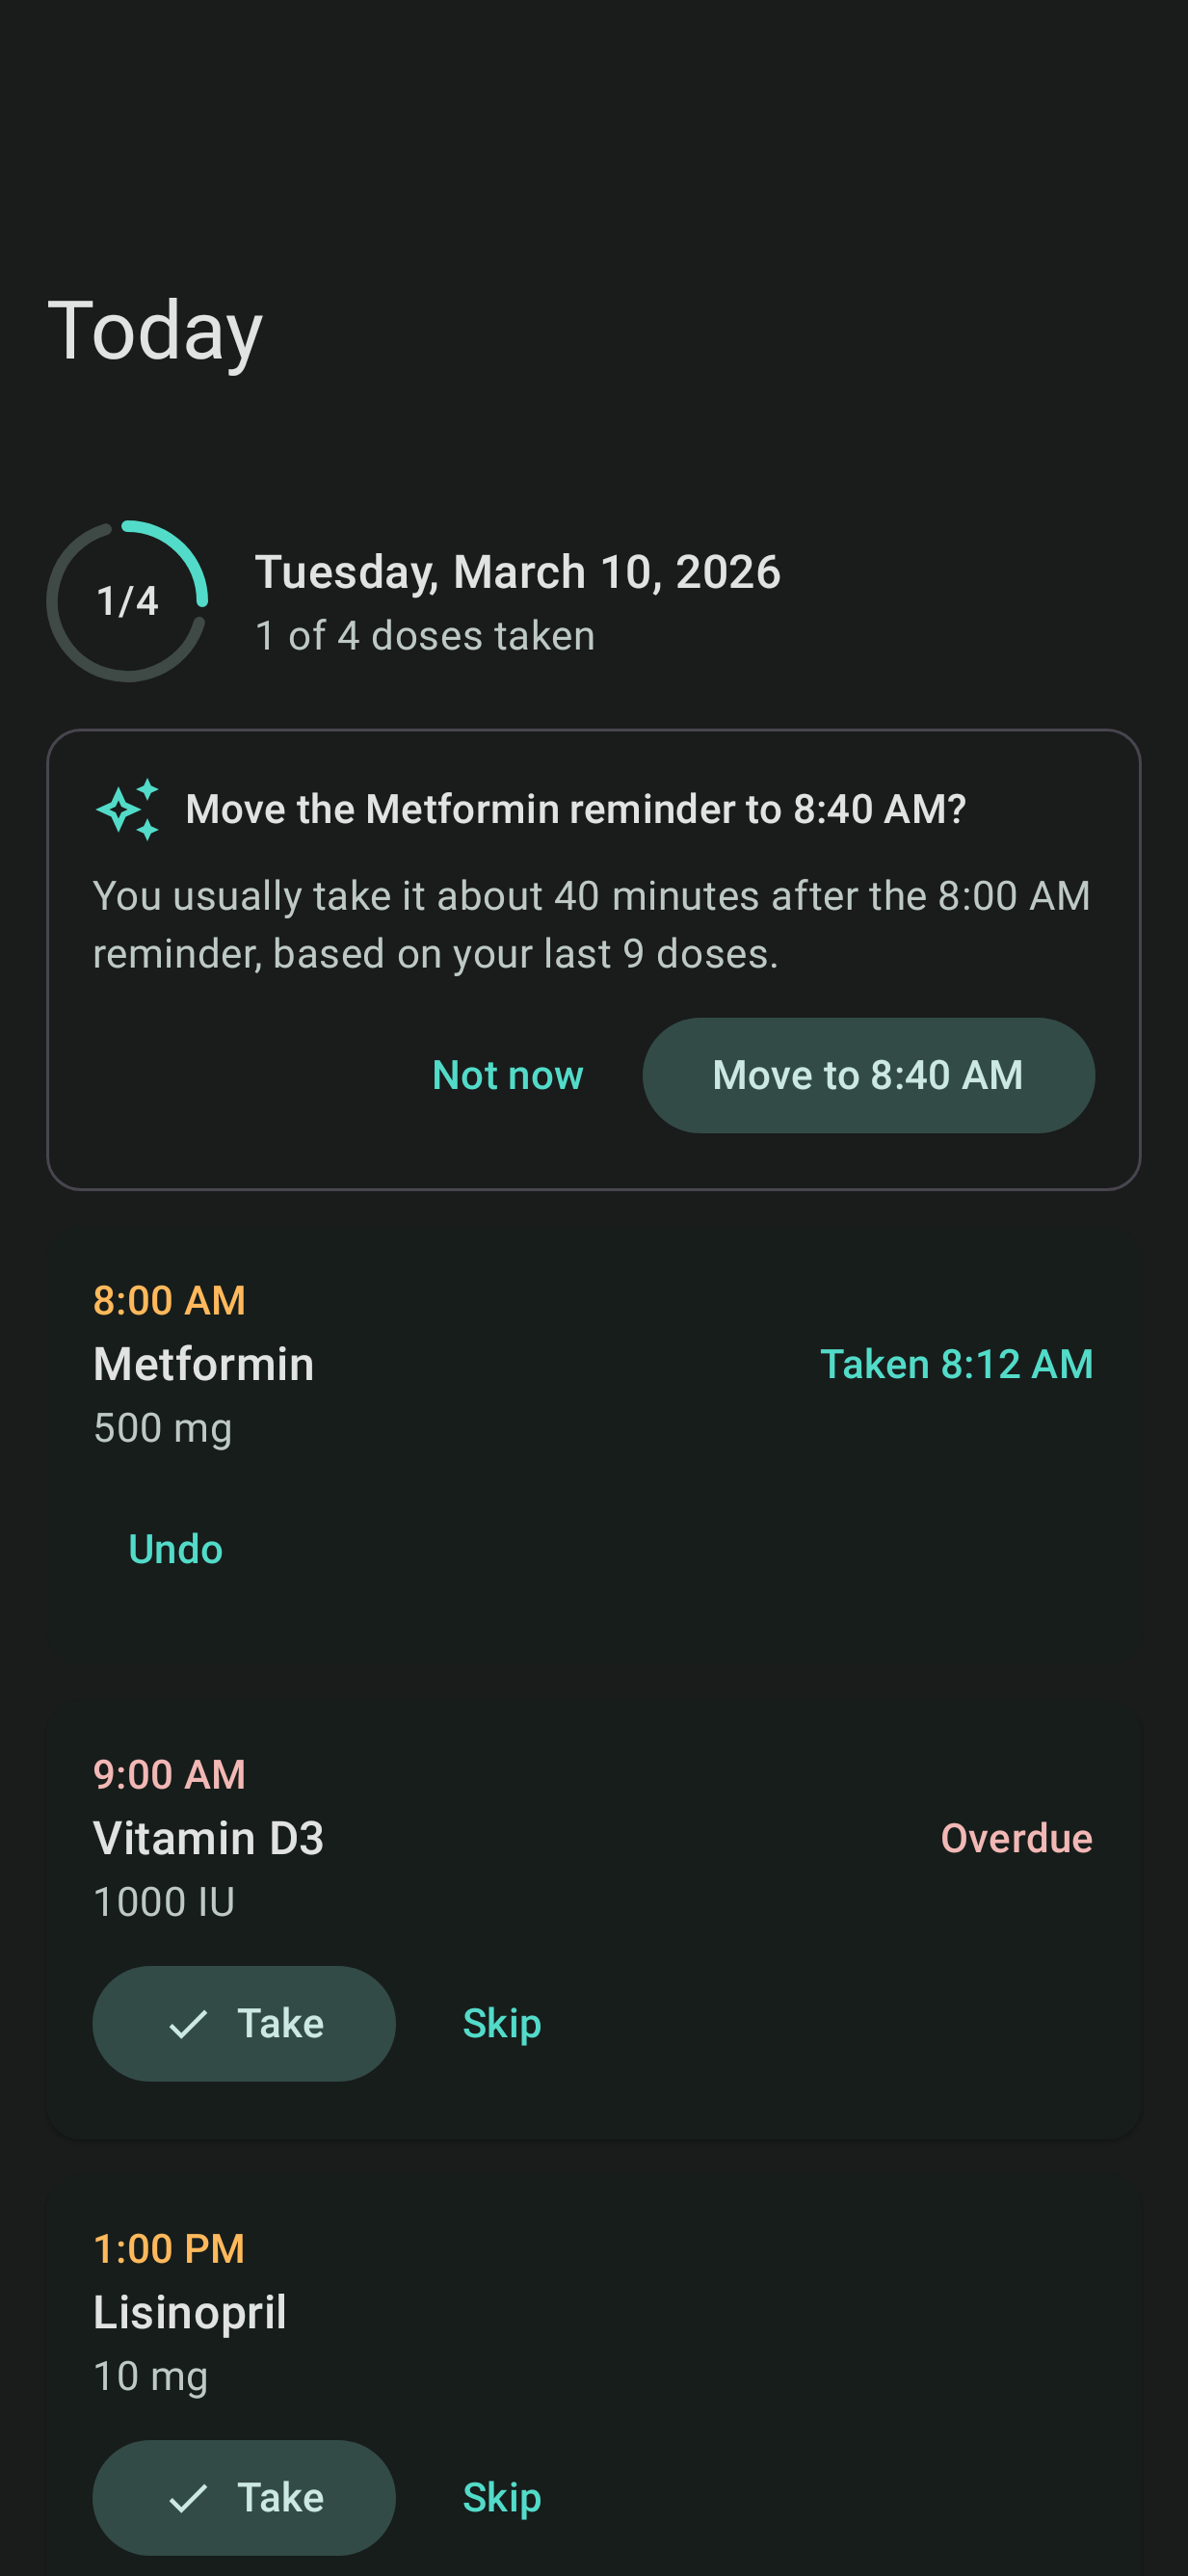 Today
1/4
Tuesday, March 10, 2026
1 of 4 doses taken
Move the Metformin reminder to 8:40 AM?
You usually take it about 40 minutes after the 8:00 AM
reminder, based on your last 9 doses.
Not now
Move to 8:40 AM
8:00 AM
Metformin
Taken 8:12 AM
500 mg
Undo
9:00 AM
Vitamin D3
Overdue
1000 IU
Take
Skip
1:00 PM
Lisinopril
10 mg
Take
Skip